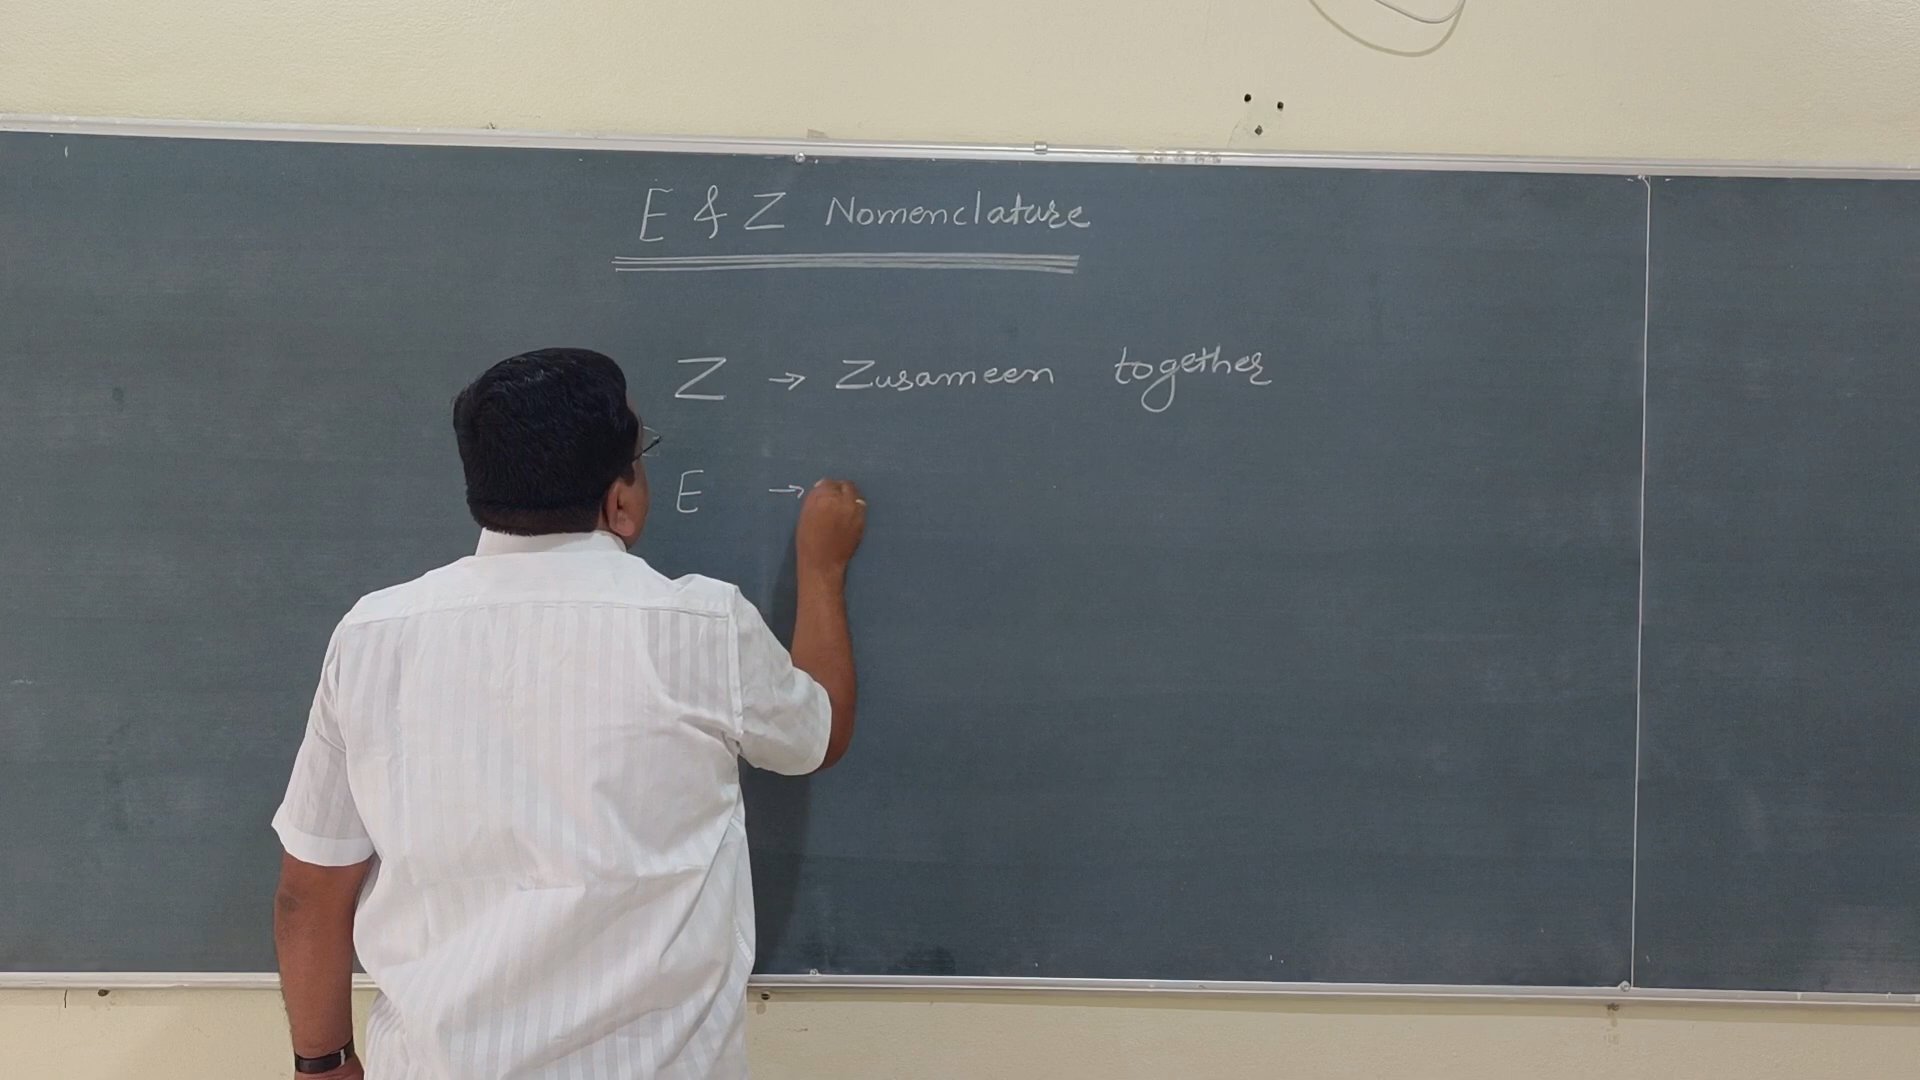 E & Z Nomenclature
Z → Zusameen together
E →